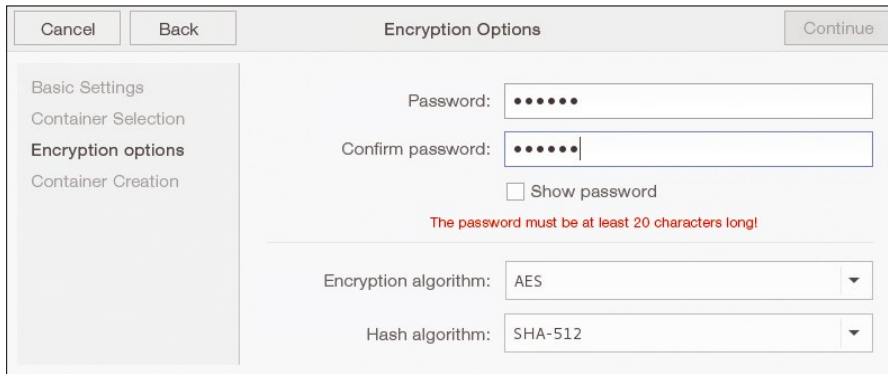 Cancel Back Encryption Options Continue
Basic Settings
Container Selection
Encryption options
Container Creation
Password: ••••••
Confirm password: ••••••
Show password
The password must be at least 20 characters long!
Encryption algorithm: AES
Hash algorithm: SHA-512